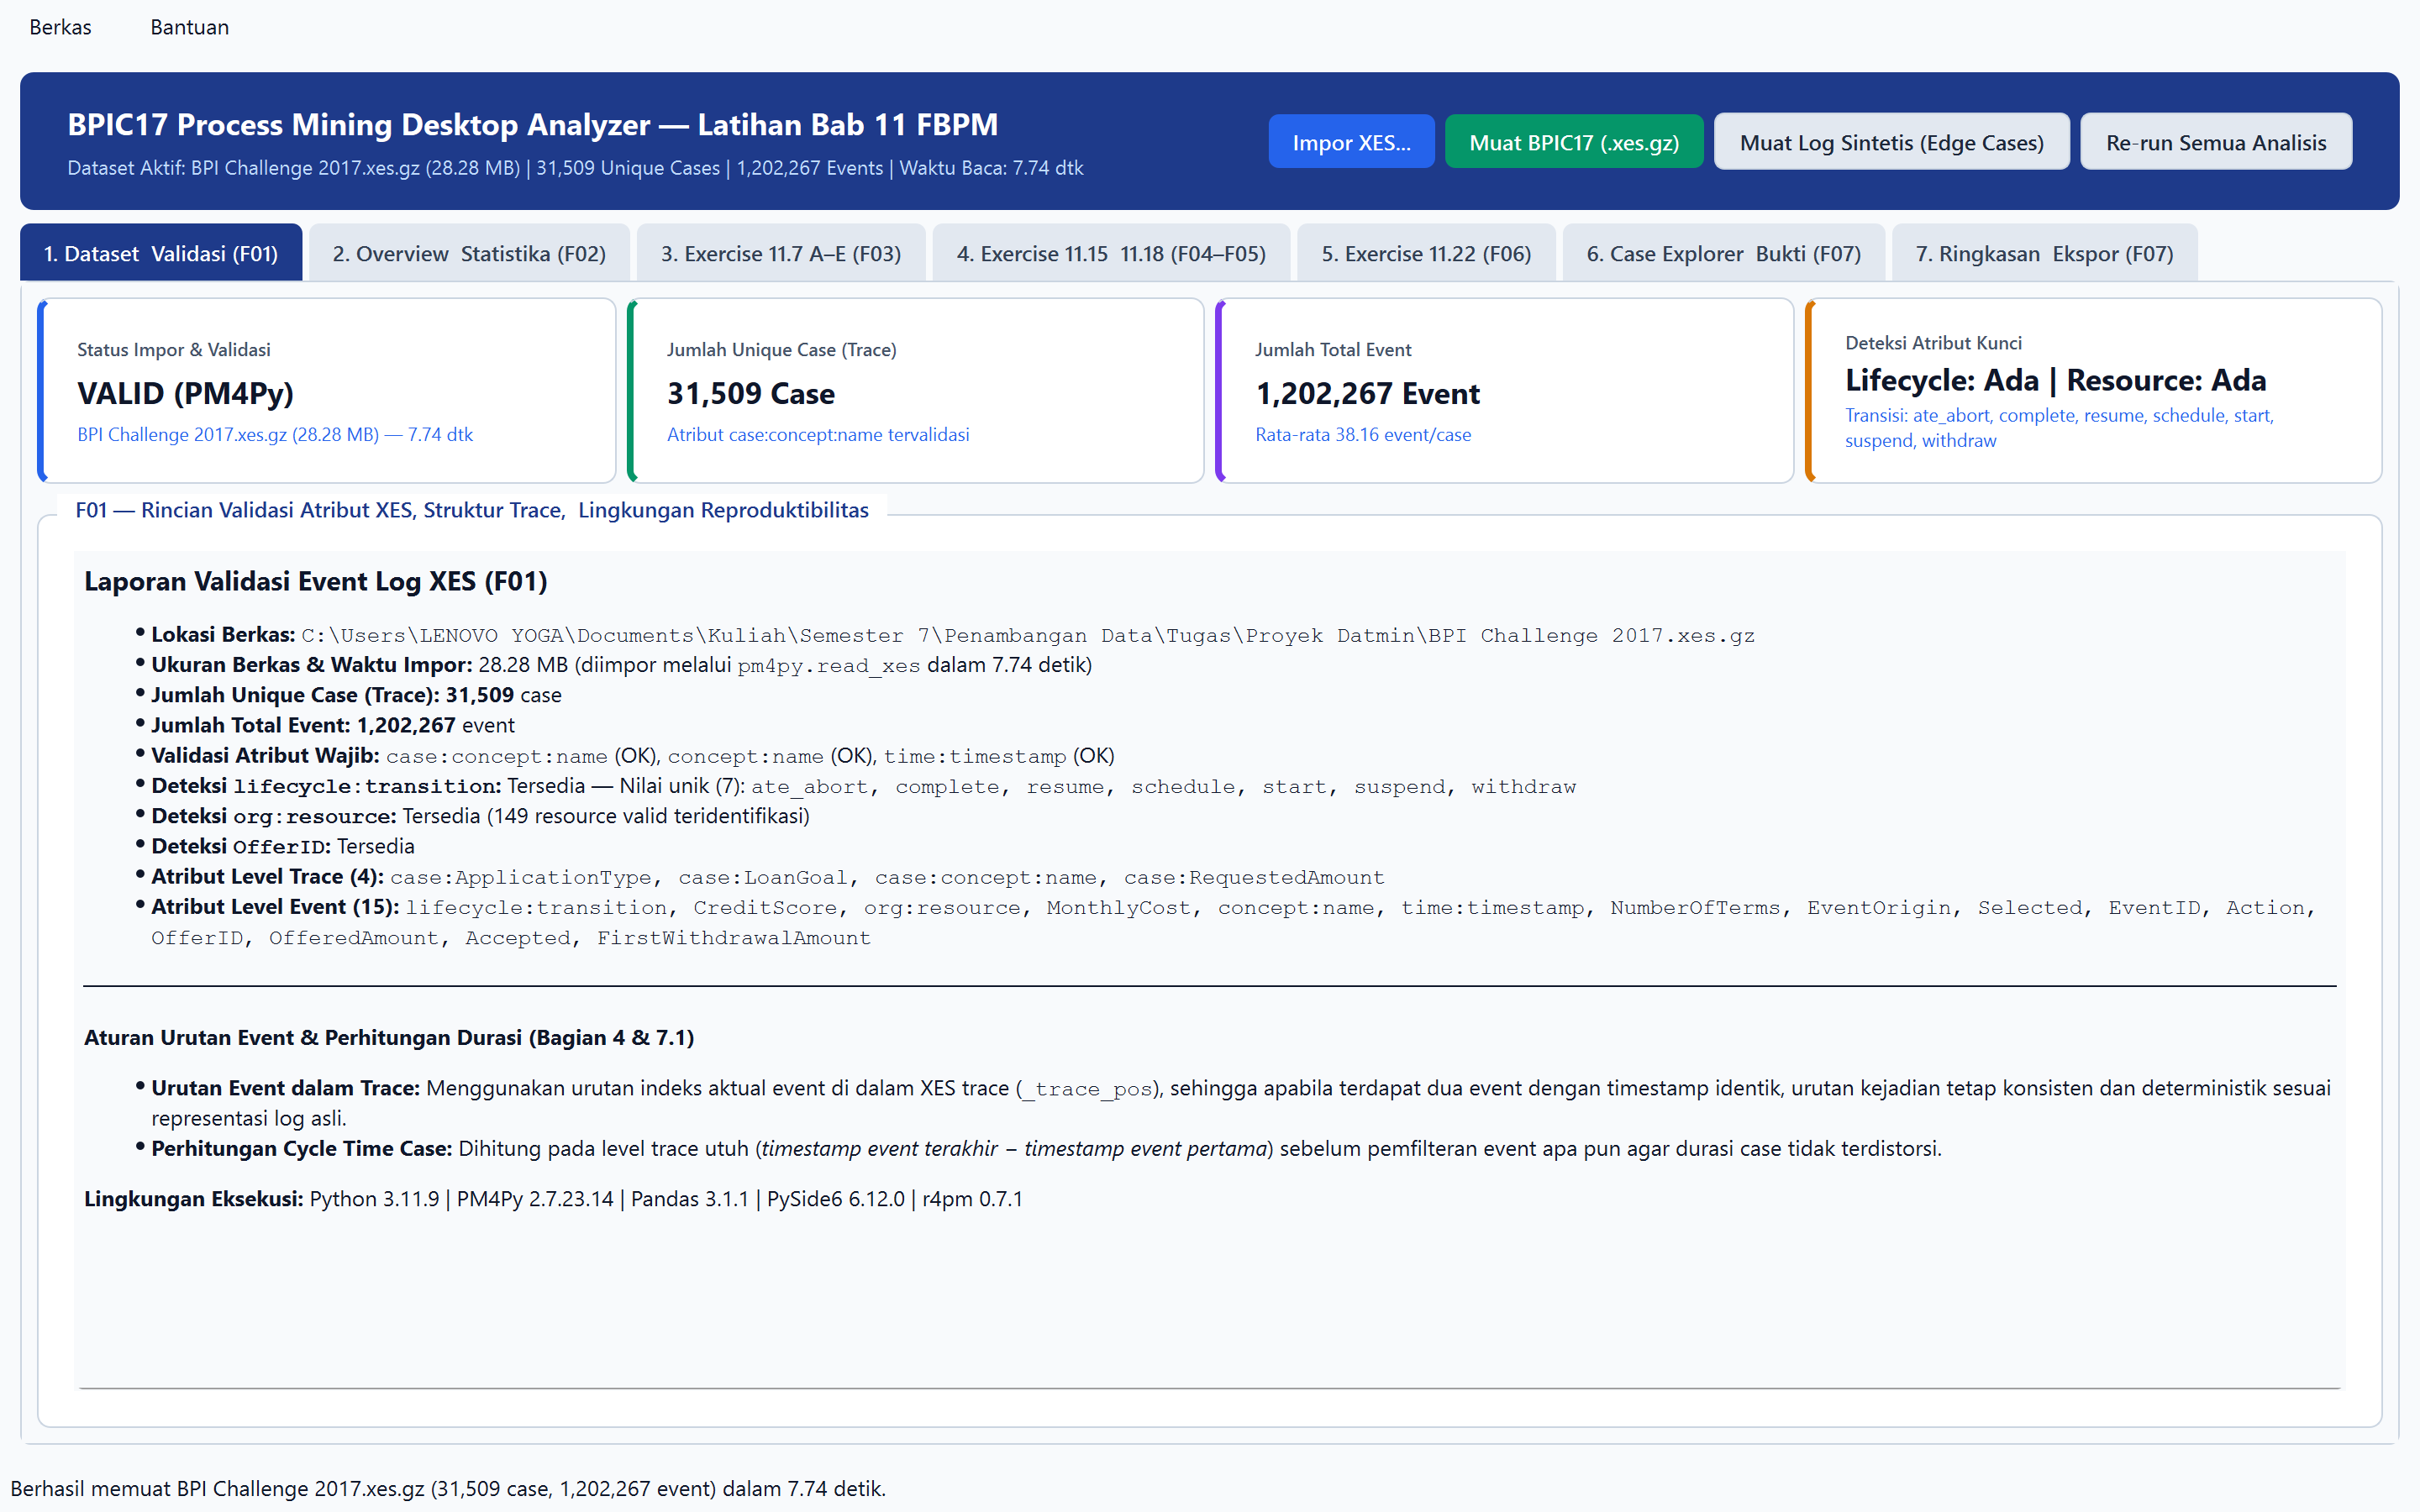 Berkas Bantuan
BPIC17 Process Mining Desktop Analyzer — Latihan Bab 11 FBPM
Dataset Aktif: BPI Challenge 2017.xes.gz (28.28 MB) | 31,509 Unique Cases | 1,202,267 Events | Waktu Baca: 7.74 dtk
Impor XES... Muat BPIC17 (.xes.gz) Muat Log Sintetis (Edge Cases) Re-run Semua Analisis
1. Dataset  Validasi (F01) 2. Overview  Statistika (F02) 3. Exercise 11.7 A–E (F03) 4. Exercise 11.15  11.18 (F04–F05) 5. Exercise 11.22 (F06) 6. Case Explorer  Bukti (F07) 7. Ringkasan  Ekspor (F07)
Status Impor & Validasi
VALID (PM4Py)
BPI Challenge 2017.xes.gz (28.28 MB) — 7.74 dtk
Jumlah Unique Case (Trace)
31,509 Case
Atribut case:concept:name tervalidasi
Jumlah Total Event
1,202,267 Event
Rata-rata 38.16 event/case
Deteksi Atribut Kunci
Lifecycle: Ada | Resource: Ada
Transisi: ate_abort, complete, resume, schedule, start,
suspend, withdraw
F01 — Rincian Validasi Atribut XES, Struktur Trace,  Lingkungan Reproduktibilitas
Laporan Validasi Event Log XES (F01)
• Lokasi Berkas: C:\Users\LENOVO YOGA\Documents\Kuliah\Semester 7\Penambangan Data\Tugas\Proyek Datmin\BPI Challenge 2017.xes.gz
• Ukuran Berkas & Waktu Impor: 28.28 MB (diimpor melalui pm4py.read_xes dalam 7.74 detik)
• Jumlah Unique Case (Trace): 31,509 case
• Jumlah Total Event: 1,202,267 event
• Validasi Atribut Wajib: case:concept:name (OK), concept:name (OK), time:timestamp (OK)
• Deteksi lifecycle:transition: Tersedia — Nilai unik (7): ate_abort, complete, resume, schedule, start, suspend, withdraw
• Deteksi org:resource: Tersedia (149 resource valid teridentifikasi)
• Deteksi OfferID: Tersedia
• Atribut Level Trace (4): case:ApplicationType, case:LoanGoal, case:concept:name, case:RequestedAmount
• Atribut Level Event (15): lifecycle:transition, CreditScore, org:resource, MonthlyCost, concept:name, time:timestamp, NumberOfTerms, EventOrigin, Selected, EventID, Action,
OfferID, OfferedAmount, Accepted, FirstWithdrawalAmount
Aturan Urutan Event & Perhitungan Durasi (Bagian 4 & 7.1)
• Urutan Event dalam Trace: Menggunakan urutan indeks aktual event di dalam XES trace (_trace_pos), sehingga apabila terdapat dua event dengan timestamp identik, urutan kejadian tetap konsisten dan deterministik sesuai
representasi log asli.
• Perhitungan Cycle Time Case: Dihitung pada level trace utuh (timestamp event terakhir − timestamp event pertama) sebelum pemfilteran event apa pun agar durasi case tidak terdistorsi.
Lingkungan Eksekusi: Python 3.11.9 | PM4Py 2.7.23.14 | Pandas 3.1.1 | PySide6 6.12.0 | r4pm 0.7.1
Berhasil memuat BPI Challenge 2017.xes.gz (31,509 case, 1,202,267 event) dalam 7.74 detik.